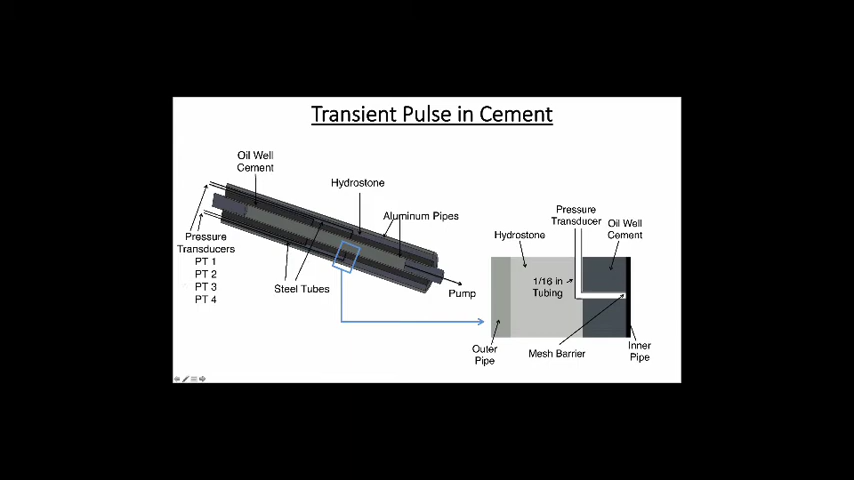 Transient Pulse in Cement
Oil Well
Cement
Hydrostone
Aluminum Pipes
Pressure
Transducers
PT 1
PT 2
PT 3
PT 4
Steel Tubes
Pump
Pressure
Transducer
Oil Well
Cement
Hydrostone
1/16 in
Tubing
Outer
Pipe
Mesh Barrier
Inner
Pipe